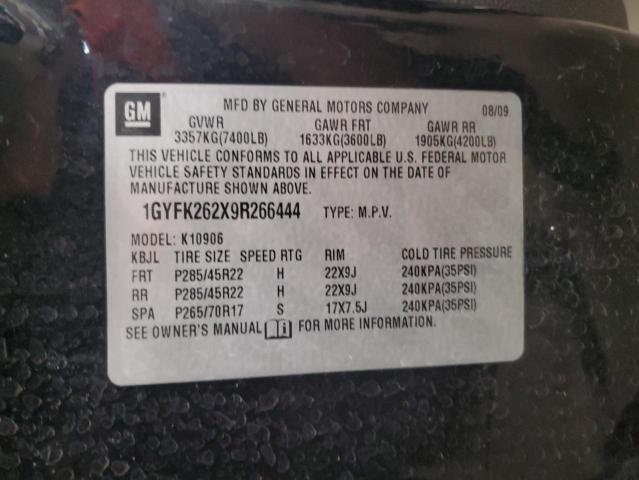 GM
MFD BY GENERAL MOTORS COMPANY 08/09
GVWR GAWR FRT GAWR RR
3357KG(7400LB) 1633KG(3600LB) 1905KG(4200LB)
THIS VEHICLE CONFORMS TO ALL APPLICABLE U.S. FEDERAL MOTOR
VEHICLE SAFETY STANDARDS IN EFFECT ON THE DATE OF
MANUFACTURE SHOWN ABOVE.
1GYFK262X9R266444 TYPE: M.P.V.
MODEL: K10906
KBJL TIRE SIZE SPEED RTG RIM COLD TIRE PRESSURE
FRT P285/45R22 H 22X9J 240KPA(35PSI)
RR P285/45R22 H 22X9J 240KPA(35PSI)
SPA P265/70R17 S 17X7.5J 240KPA(35PSI)
SEE OWNER'S MANUAL FOR MORE INFORMATION.